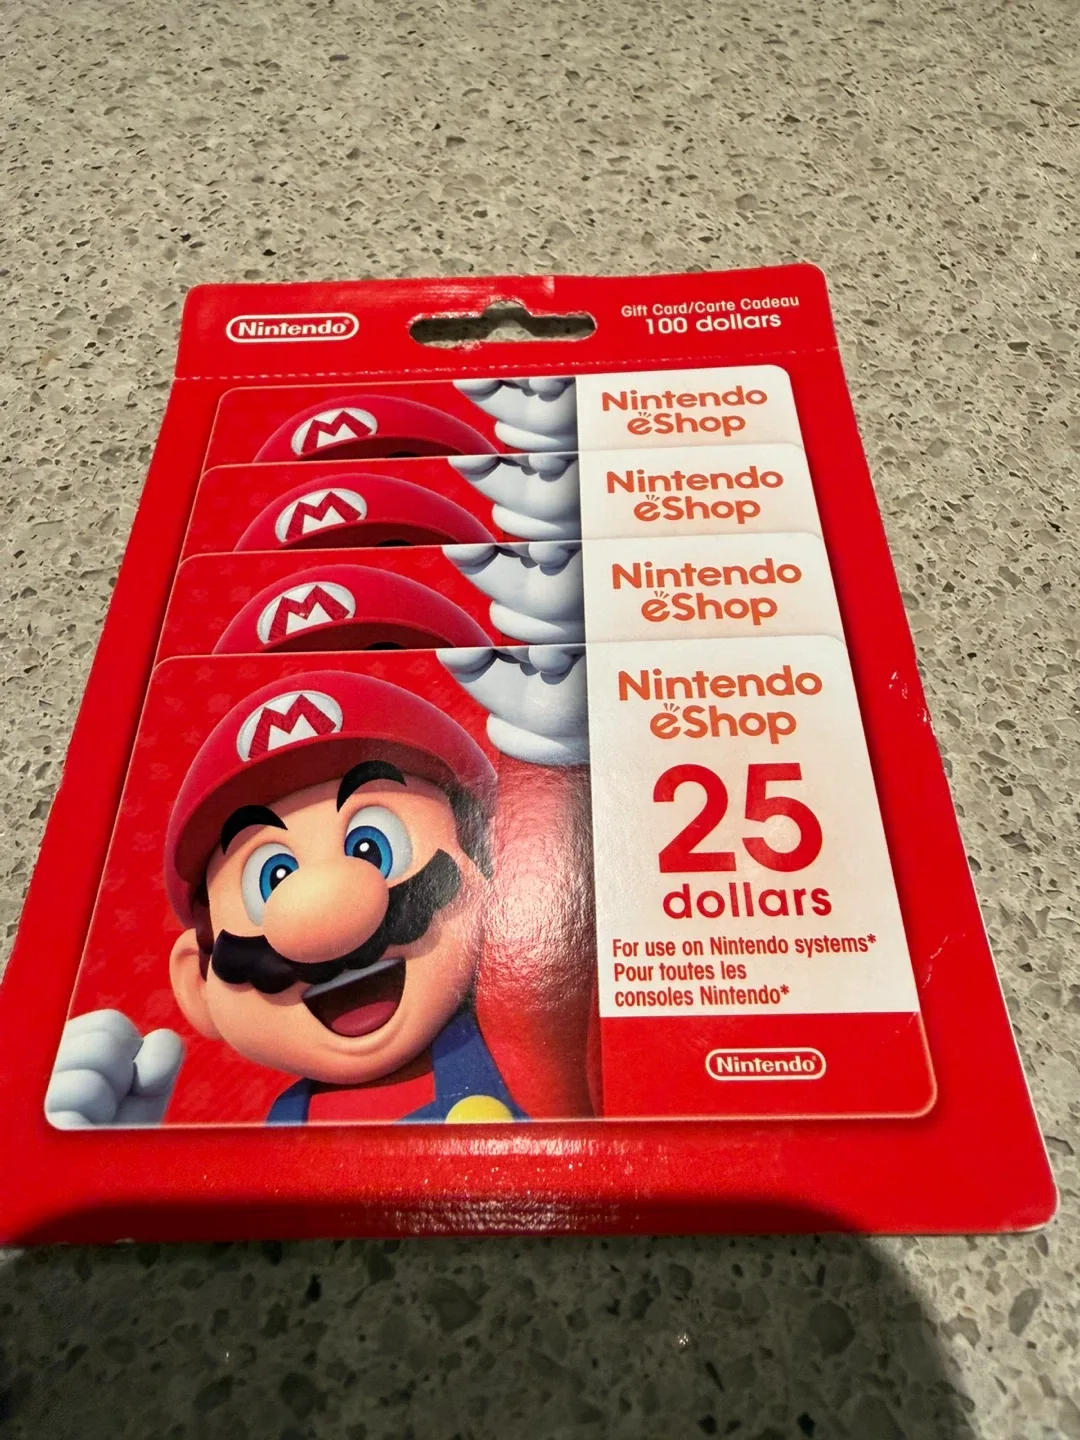 Nintendo
Gift Card/Carte Cadeau
100 dollars
M
Nintendo
eShop
M
Nintendo
eShop
M
Nintendo
eShop
M
Nintendo
eShop
25
dollars
For use on Nintendo systems*
Pour toutes les
consoles Nintendo*
Nintendo